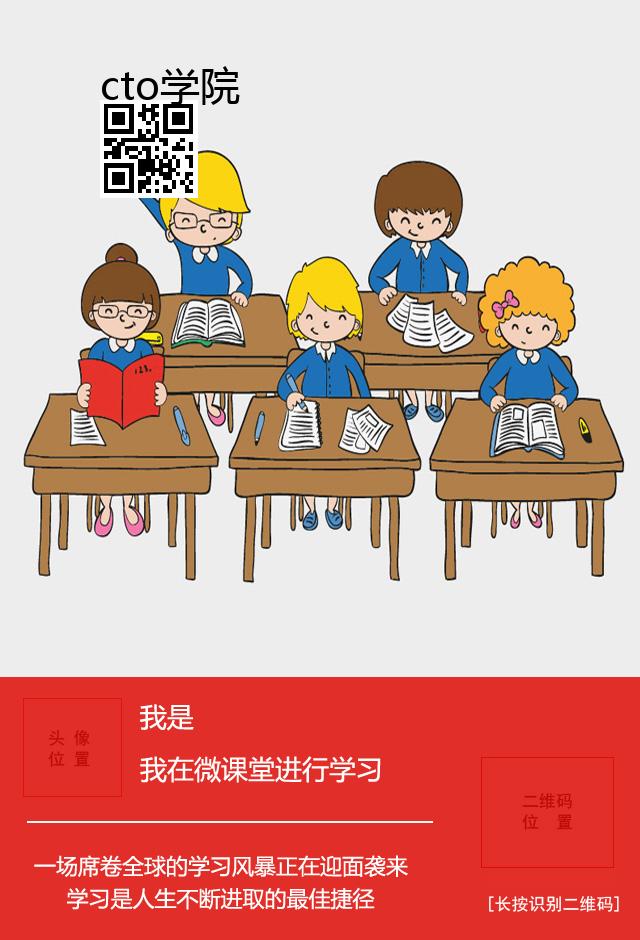 cto学院
123,
我是
头 像
位 置
我在微课堂进行学习
二维码
位 置
一场席卷全球的学习风暴正在迎面袭来
学习是人生不断进取的最佳捷径
[长按识别二维码]